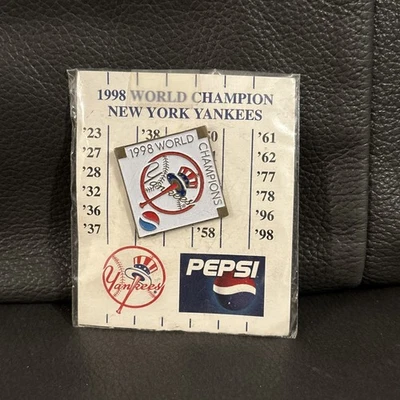 1998 WORLD CHAMPION
NEW YORK YANKEES
'23 '38 '61
'27 '62
'28 '77
'32 '78
'36 '96
'37 '58 '98
1998 WORLD
CHAMPIONS
Yankees
PEPSI